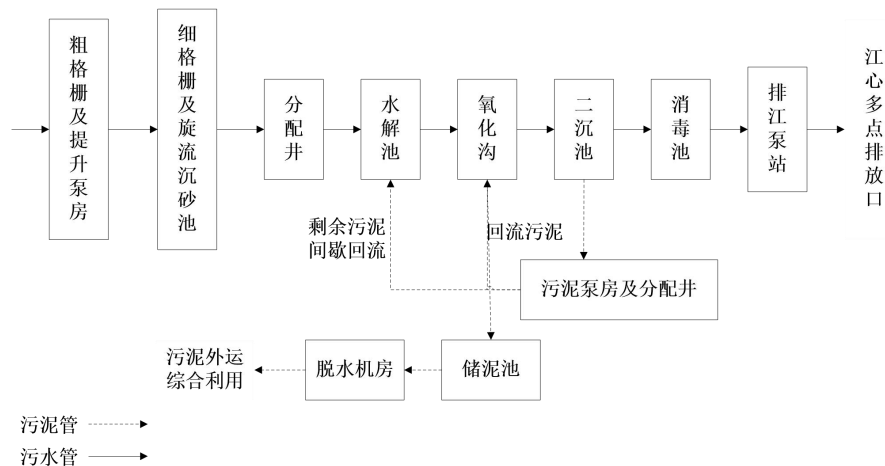 粗格栅及提升泵房
细格栅及旋流沉砂池
分配井
水解池
氧化沟
二沉池
消毒池
排江泵站
江心多点排放口
剩余污泥
间歇回流
回流污泥
污泥泵房及分配井
污泥外运
综合利用
脱水机房
储泥池
污泥管
污水管